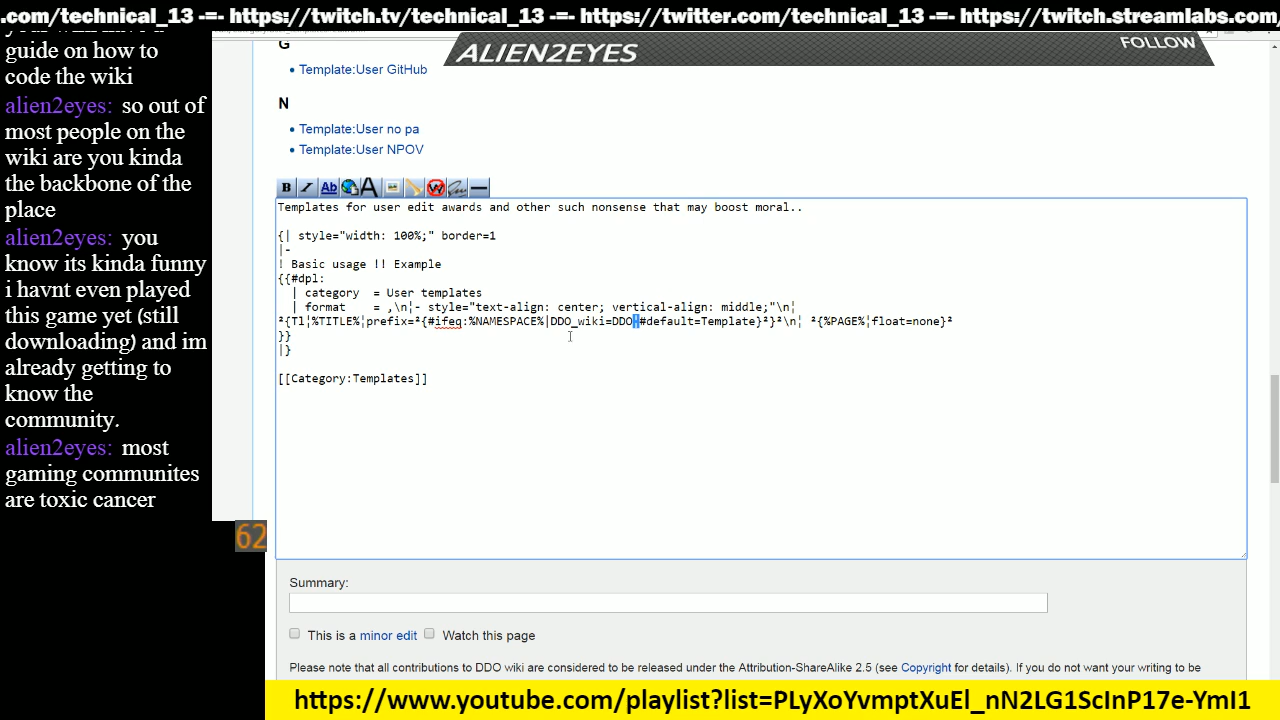 .com/technical_13 -=- https://twitch.tv/technical_13 -=- https://twitter.com/technical_13 -=- https://twitch.streamlabs.com/
guide on how to
code the wiki
alien2eyes: so out of
most people on the
wiki are you kinda
the backbone of the
place
alien2eyes: you
know its kinda funny
i havnt even played
this game yet (still
downloading) and im
already getting to
know the
community.
alien2eyes: most
gaming communites
are toxic cancer
62
ALIEN2EYES
FOLLOW
G
• Template:User GitHub
N
• Template:User no pa
• Template:User NPOV
B I Ab A W
Templates for user edit awards and other such nonsense that may boost moral..
{| style="width: 100%;" border=1
|-
! Basic usage !! Example
{{#dpl:
| category = User templates
| format = ,\n¦- style="text-align: center; vertical-align: middle;"\n¦
²{Tl¦%TITLE%¦prefix=²{#ifeq:%NAMESPACE%|DDO_wiki=DDO¦#default=Template}²}²\n¦ ²{%PAGE%¦float=none}²
}}
|}
[[Category:Templates]]
Summary:
This is a minor edit Watch this page
Please note that all contributions to DDO wiki are considered to be released under the Attribution-ShareAlike 2.5 (see Copyright for details). If you do not want your writing to be
https://www.youtube.com/playlist?list=PLyXoYvmptXuEl_nN2LG1ScInP17e-YmI1